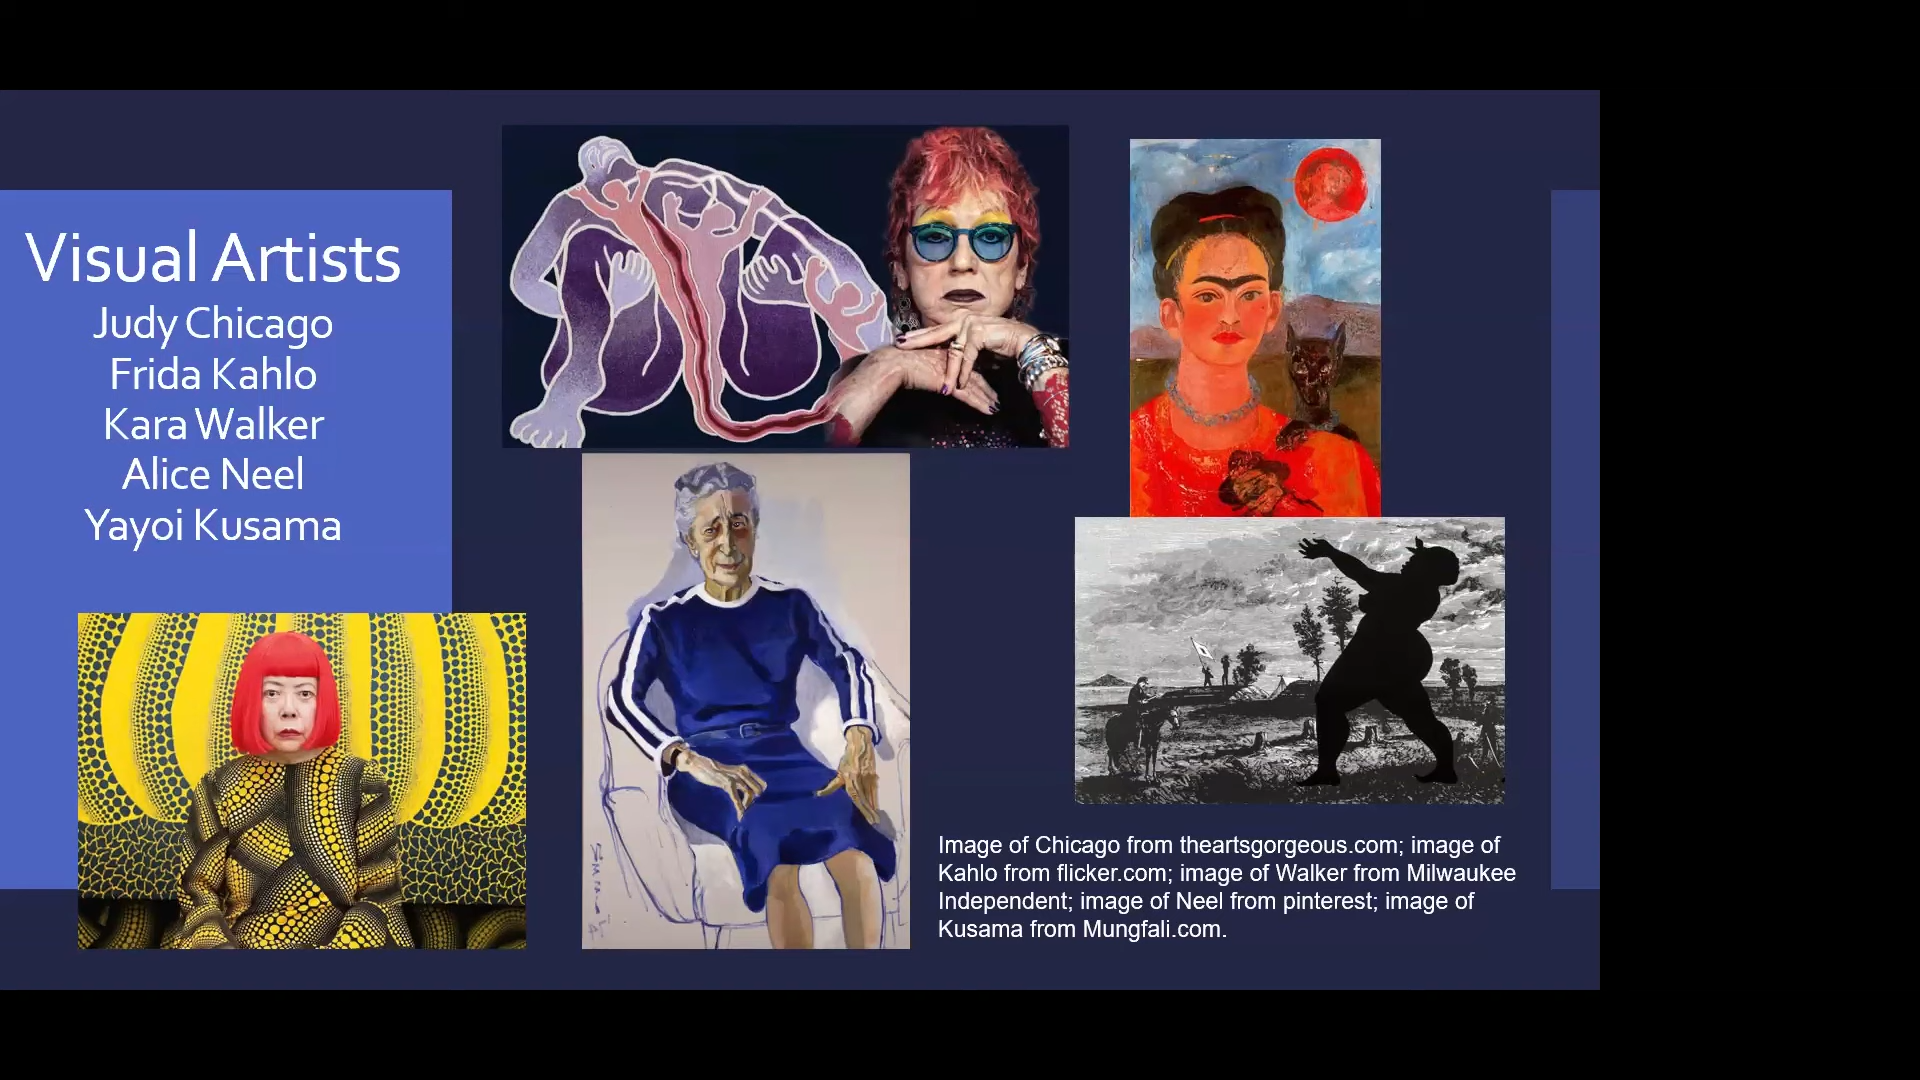 Visual Artists
Judy Chicago
Frida Kahlo
Kara Walker
Alice Neel
Yayoi Kusama
Image of Chicago from theartsgorgeous.com; image of
Kahlo from flicker.com; image of Walker from Milwaukee
Independent; image of Neel from pinterest; image of
Kusama from Mungfali.com.